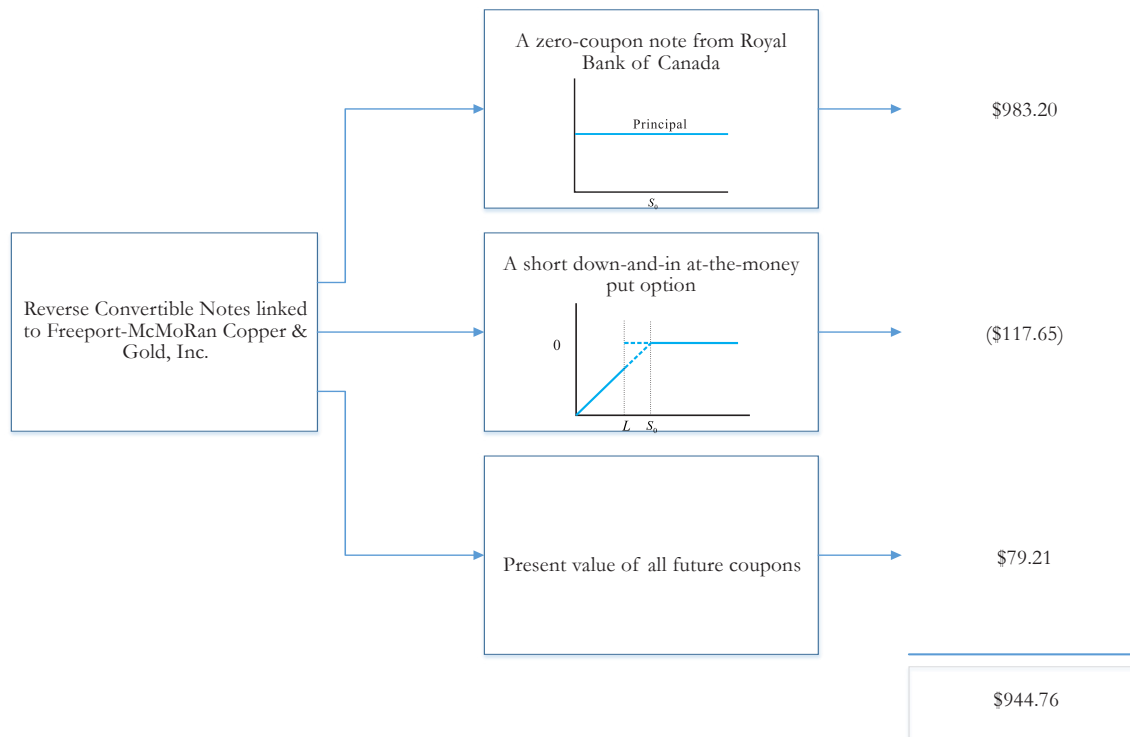 A zero-coupon note from Royal
Bank of Canada
Principal
S₀
$983.20
Reverse Convertible Notes linked
to Freeport-McMoRan Copper &
Gold, Inc.
A short down-and-in at-the-money
put option
0
L S₀
($117.65)
Present value of all future coupons
$79.21
$944.76